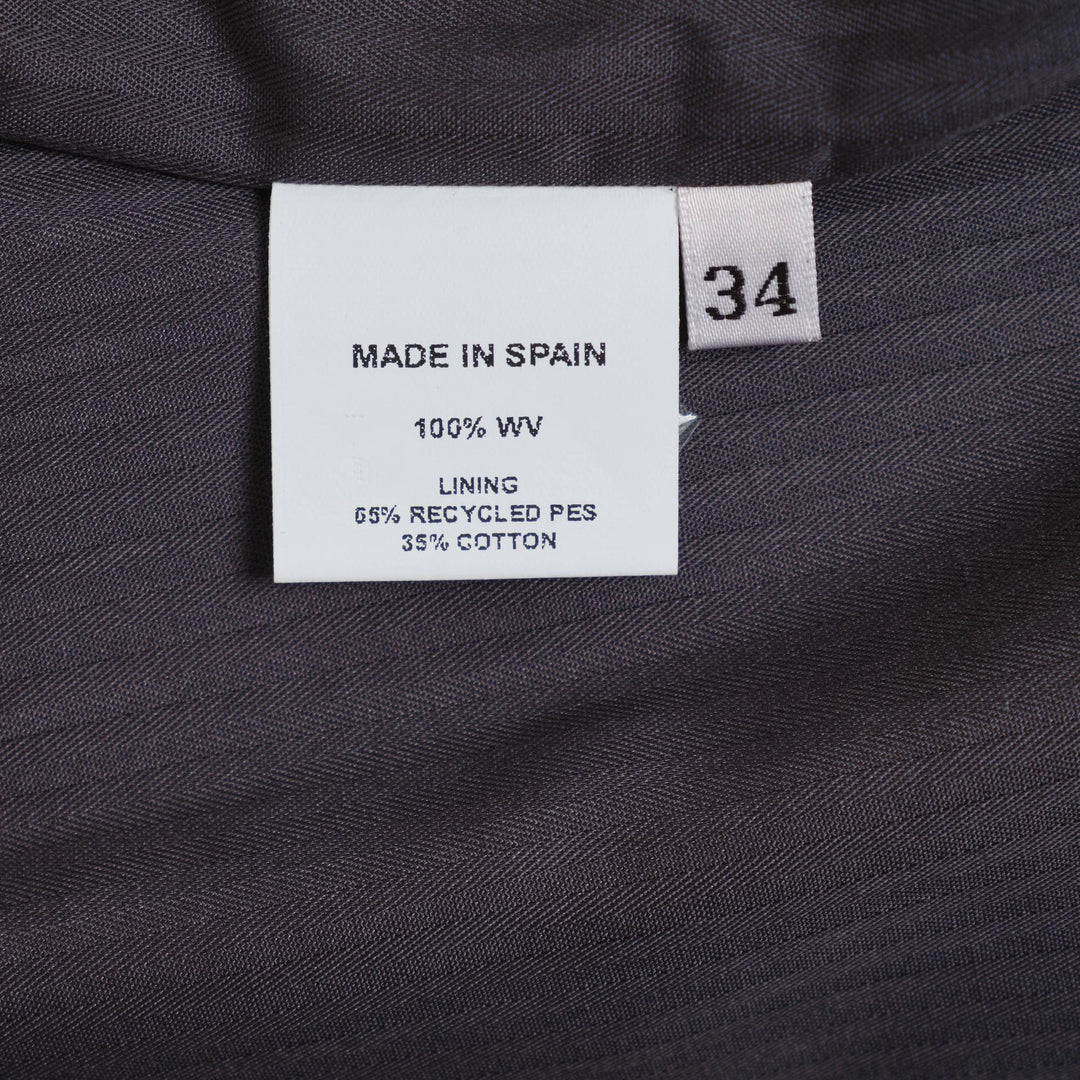 34
MADE IN SPAIN
100% WV
LINING
65% RECYCLED PES
35% COTTON